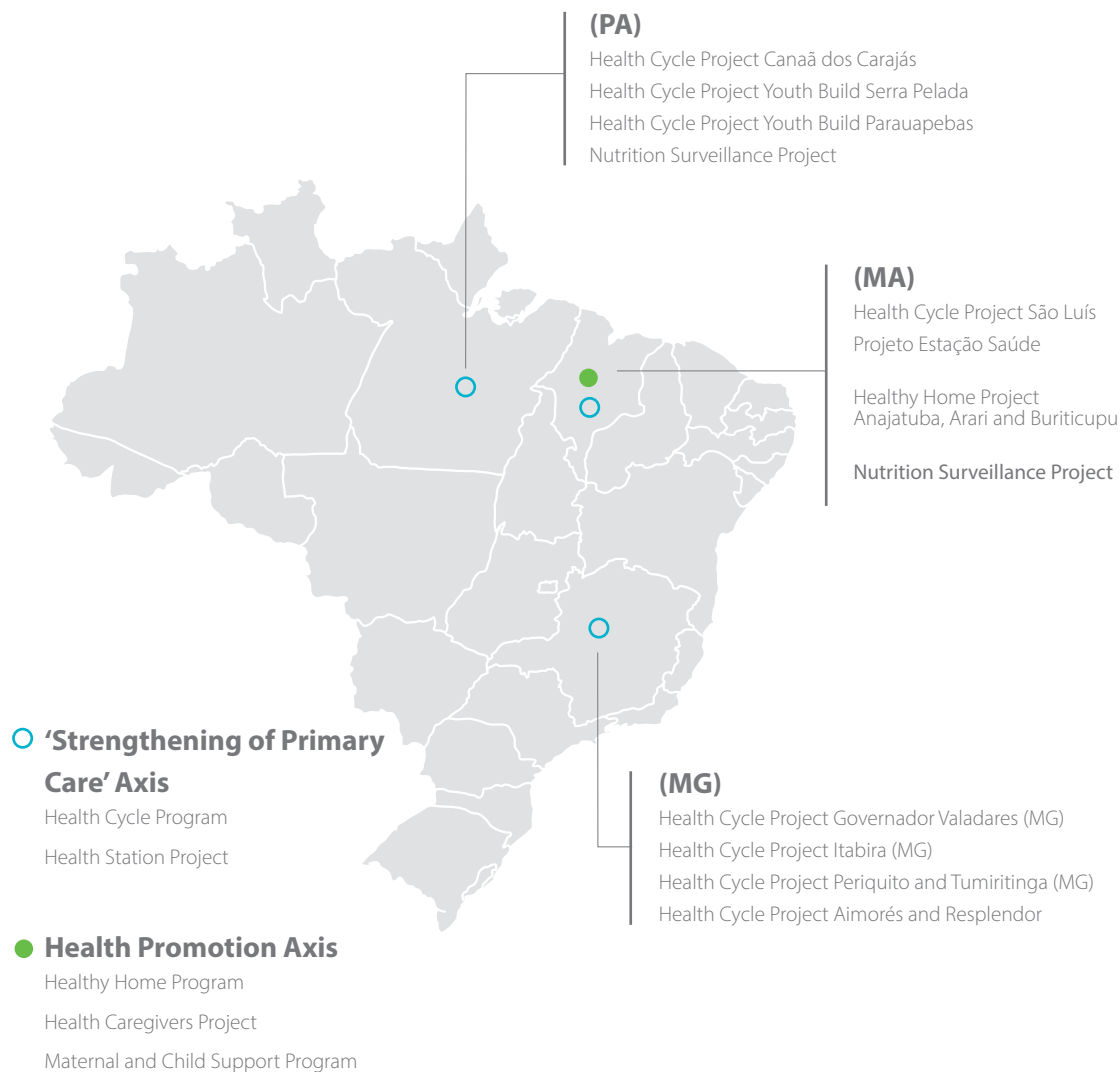 (PA)
Health Cycle Project Canaã dos Carajás
Health Cycle Project Youth Build Serra Pelada
Health Cycle Project Youth Build Parauapebas
Nutrition Surveillance Project
(MA)
Health Cycle Project São Luís
Projeto Estação Saúde
Healthy Home Project
Anajatuba, Arari and Buriticupu
Nutrition Surveillance Project
‘Strengthening of Primary
Care’ Axis
Health Cycle Program
Health Station Project
(MG)
Health Cycle Project Governador Valadares (MG)
Health Cycle Project Itabira (MG)
Health Cycle Project Periquito and Tumiritinga (MG)
Health Cycle Project Aimorés and Resplendor
Health Promotion Axis
Healthy Home Program
Health Caregivers Project
Maternal and Child Support Program